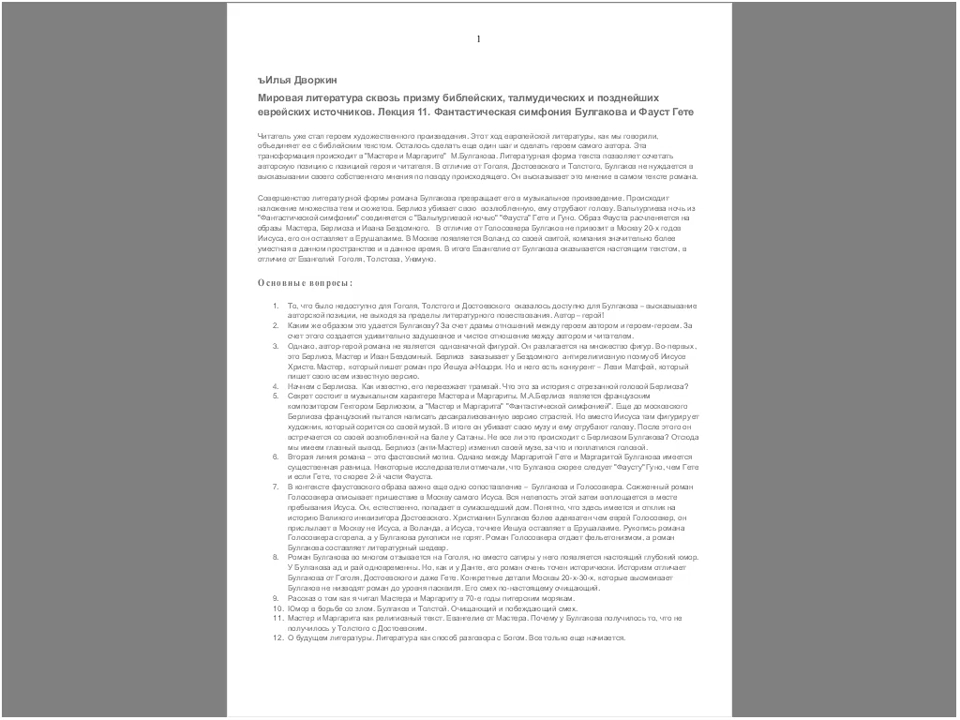 1
ъИлья Дворкин
Мировая литература сквозь призму библейских, талмудических и позднейших
еврейских источников. Лекция 11. Фантастическая симфония Булгакова и Фауст Гете
Читатель уже стал героем художественного произведения. Этот ход европейской литературы, как мы говорили,
объединяет ее с библейским текстом. Осталось сделать еще один шаг и сделать героем самого автора. Эта
трансформация происходит в "Мастере и Маргарите" М.Булгакова. Литературная форма текста позволяет сочетать
авторскую позицию с позицией героя и читателя. В отличие от Гоголя, Достоевского и Толстого, Булгаков не нуждается в
высказывании своего собственного мнения по поводу происходящего. Он высказывает это мнение в самом тексте романа.
Совершенство литературной формы романа Булгакова превращает его в музыкальное произведение. Происходит
наложение множества тем и сюжетов. Берлиоз убивает свою возлюбленную, ему отрубают голову. Вальпургиева ночь из
"Фантастической симфонии" соединяется с "Вальпургиевой ночью" "Фауста" Гете и Гуно. Образ Фауста расчленяется на
образы Мастера, Берлиоза и Ивана Бездомного. В отличие от Голосовкера Булгаков не привозит в Москву 20-х годов
Иисуса, его он оставляет в Ерушалаиме. В Москве появляется Воланд со своей свитой, компания значительно более
уместная в данном пространстве и в данное время. В итоге Евангелие от Булгакова оказывается настоящим текстом, в
отличие от Евангелий Гоголя, Толстова, Унамуно.
Основные вопросы:
1. То, что было недоступно для Гоголя, Толстого и Достоевского оказалось доступно для Булгакова – высказывание
авторской позиции, не выходя за пределы литературного повествования. Автор – герой!
2. Каким же образом это удается Булгакову? За счет драмы отношений между героем автором и героем-героем. За
счет этого создается удивительно задушевное и чистое отношение между автором и читателем.
3. Однако, автор-герой романа не является однозначной фигурой. Он разлагается на множество фигур. Во-первых,
это Берлиоз, Мастер и Иван Бездомный. Берлиоз заказывает у Бездомного антирелигиозную поэму об Иисусе
Христе. Мастер, который пишет роман про Йешуа а-Ноцри. Но и него есть конкурент – Леви Матвей, который
пишет свою всем известную версию.
4. Начнем с Берлиоза. Как известно, его переезжает трамвай. Что это за история с отрезанной головой Берлиоза?
5. Секрет состоит в музыкальном характере Мастера и Маргариты. М.А.Берлиоз является французским
композитором Гектором Берлиозом, а "Мастер и Маргарита" "Фантастической симфонией". Еще до московского
Берлиоза французский пытался написать десакрализованную версию страстей. Но вместо Иисуса там фигурирует
художник, который сорится со своей музой. В итоге он убивает свою музу и ему отрубают голову. После этого он
встречается со своей возлюбленной на бале у Сатаны. Не все ли это происходит с Берлиозом Булгакова? Отсюда
мы имеем главный вывод. Берлиоз (анти-Мастер) изменил своей музе, за что и поплатился головой.
6. Вторая линия романа – это фаустовский мотив. Однако между Маргаритой Гете и Маргаритой Булгакова имеется
существенная разница. Некоторые исследователи отмечали, что Булгаков скорее следует "Фаусту" Гуно, чем Гете
и если Гете, то скорее 2-й части Фауста.
7. В контексте фаустовского образа важно еще одно сопоставление – Булгаков и Голосовкера. Сожженный роман
Голосовкера описывает пришествие в Москву самого Исуса. Вся нелепость этой затеи воплощается в месте
пребывания Исуса. Он, естественно, попадает в сумасшедший дом. Понятно, что здесь имеется и отклик на
историю Великого инквизитора Достоевского. Христианин Булгаков более адекватен чем еврей Голосовкер, он
присылает в Москву не Исуса, а Воланда, а Исуса, точнее Иешуа оставляет в Ерушалаиме. Рукопись романа
Голосовкера сгорела, а у Булгакова рукописи не горят. Роман Голосовкера отдает фельетонизмом, а роман
Булгакова составляет литературный шедевр.
8. Роман Булгакова во многом отзывается на Гоголя, но вместо сатиры у него появляется настоящий глубокий юмор.
У Булгакова ад и рай одновременны. Но, как и у Данте, его роман очень точен исторически. Историзм отличает
Булгакова от Гоголя, Достоевского и даже Гете. Конкретные детали Москвы 20-х-30-х, которые высмеивает
Булгаков не низводят роман до уровня пасквиля. Его смех по-настоящему очищающий.
9. Рассказ о том как я читал Мастера и Маргариту в 70-е годы питерским морякам.
10. Юмор в борьбе со злом. Булгаков и Толстой. Очищающий и побеждающий смех.
11. Мастер и Маргарита как религиозный текст. Евангелие от Мастера. Почему у Булгакова получилось то, что не
получилось у Толстого с Достоевским.
12. О будущем литературы. Литература как способ разговора с Богом. Все только еще начинается.